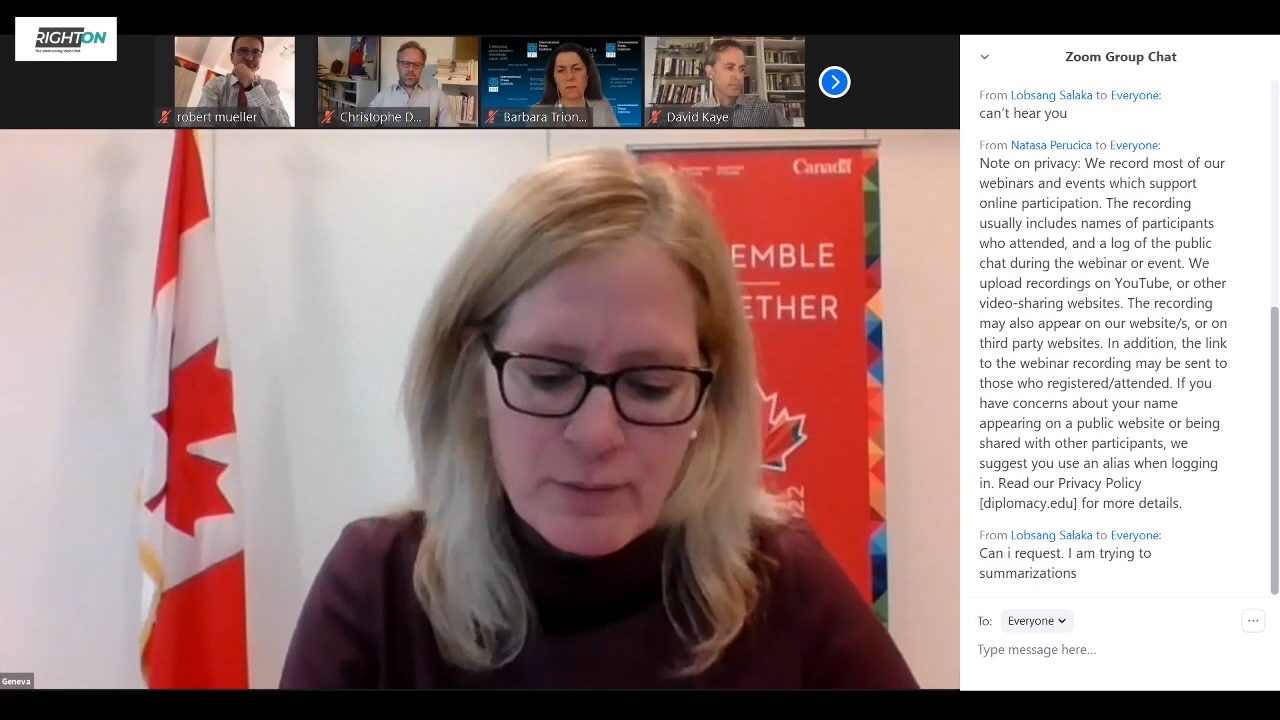 RIGHTON
The Wednesday Web Chat
robert mueller
Christophe D...
Barbara Trion...
David Kaye
International
Press
Institute
Canada
EMBLE
ETHER
022
Geneva
Zoom Group Chat
From Lobsang Salaka to Everyone:
can't hear you
From Natasa Perucica to Everyone:
Note on privacy: We record most of our
webinars and events which support
online participation. The recording
usually includes names of participants
who attended, and a log of the public
chat during the webinar or event. We
upload recordings on YouTube, or other
video-sharing websites. The recording
may also appear on our website/s, or on
third party websites. In addition, the link
to the webinar recording may be sent to
those who registered/attended. If you
have concerns about your name
appearing on a public website or being
shared with other participants, we
suggest you use an alias when logging
in. Read our Privacy Policy
[diplomacy.edu] for more details.
From Lobsang Salaka to Everyone:
Can i request. I am trying to
summarizations
To: Everyone
Type message here...